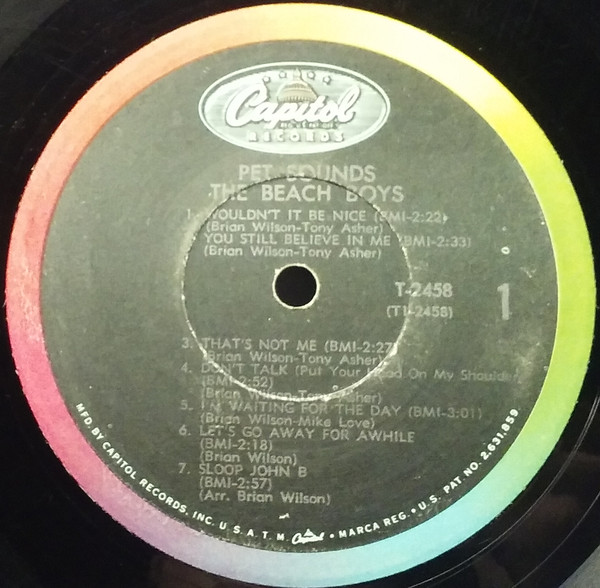 Capitol
RECORDS
PET SOUNDS
THE BEACH BOYS
1. WOULDN'T IT BE NICE (BMI-2:22)
(Brian Wilson-Tony Asher)
YOU STILL BELIEVE IN ME (BMI-2:33)
(Brian Wilson-Tony Asher)
T-2458
(T1-2458)
1
3. THAT'S NOT ME (BMI-2:27)
(Brian Wilson-Tony Asher)
4. DON'T TALK (Put Your Head On My Shoulder)
(BMI-2:52)
(Brian Wilson-Tony Asher)
5. I'M WAITING FOR THE DAY (BMI-3:01)
(Brian Wilson-Mike Love)
6. LET'S GO AWAY FOR AWHILE
(BMI-2:18)
(Brian Wilson)
7. SLOOP JOHN B
(BMI-2:57)
(Arr. Brian Wilson)
MFD. BY CAPITOL RECORDS, INC. U. S. A. T. M. Capitol • MARCA REG. • U. S. PAT. NO. 2,631,859